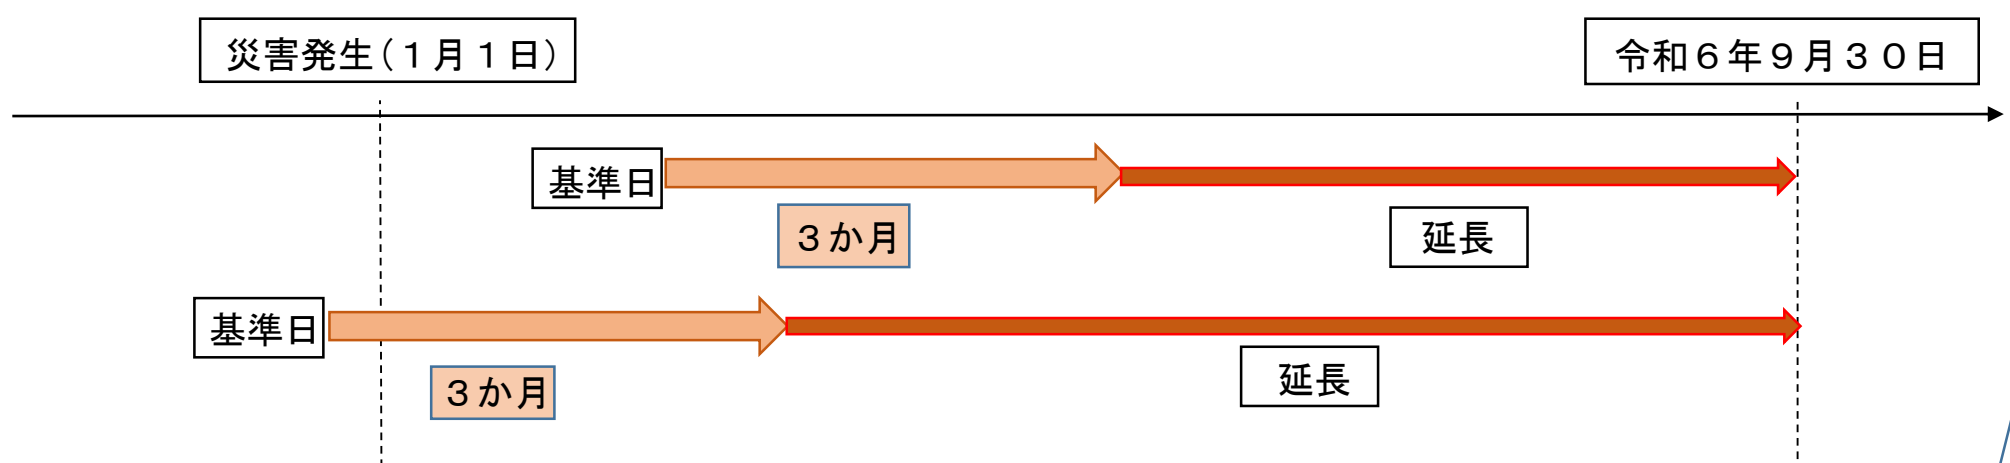 災害発生(１月１日)
令和６年９月３０日
基準日
３か月
延長
基準日
３か月
延長